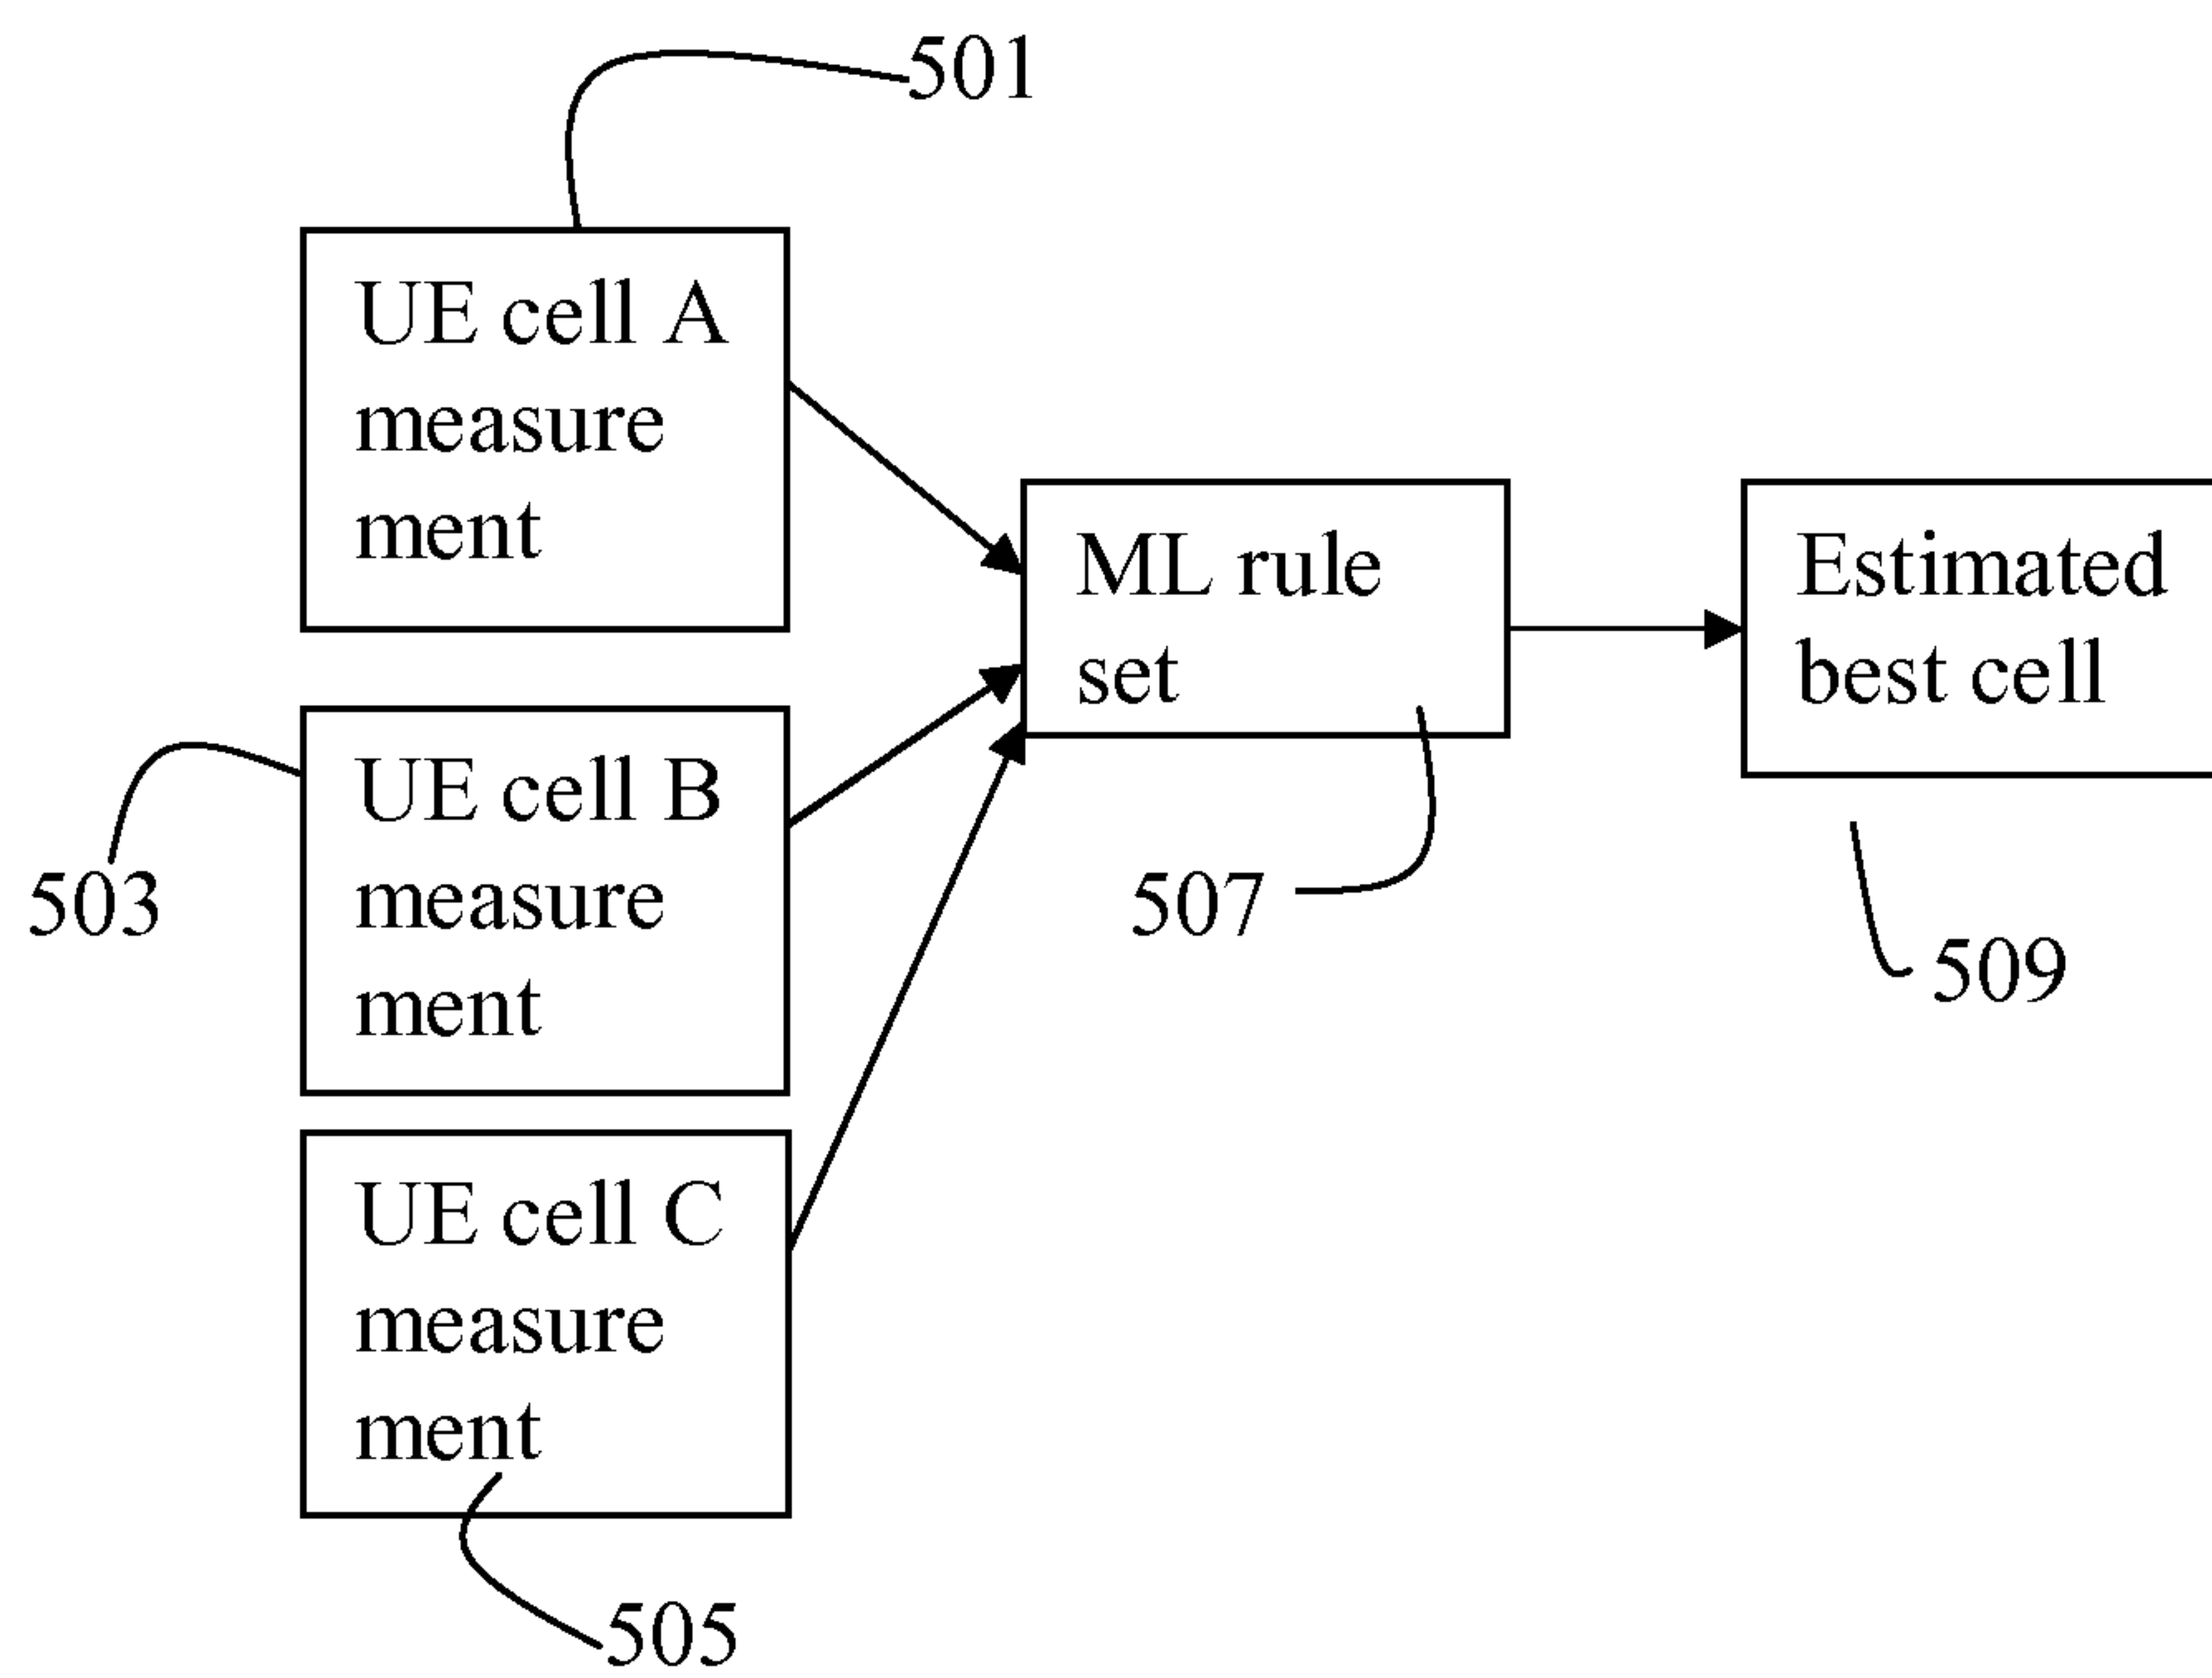 501
UE cell A
measure
ment
ML rule
set
Estimated
best cell
UE cell B
measure
ment
503
507
509
UE cell C
measure
ment
505